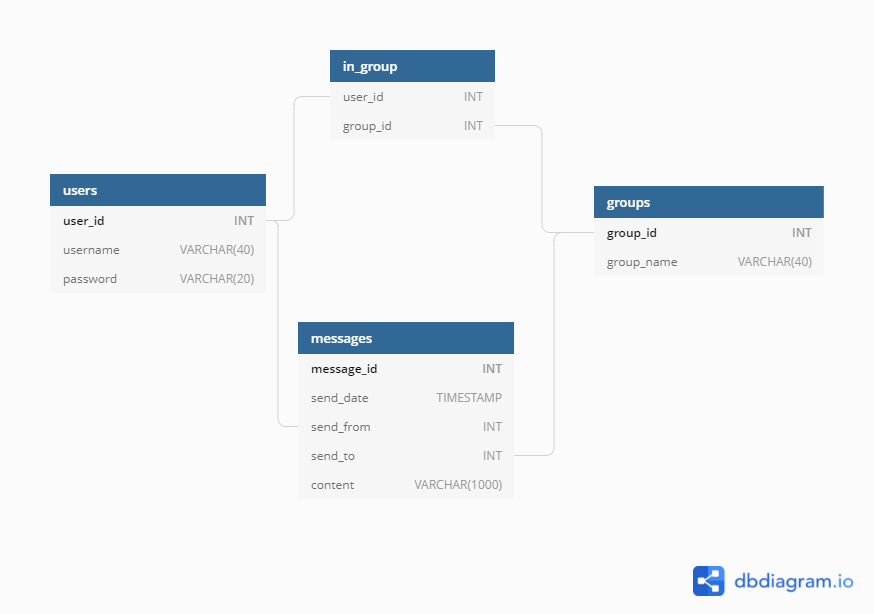 in_group
user_id INT
group_id INT
users
user_id INT
username VARCHAR(40)
password VARCHAR(20)
groups
group_id INT
group_name VARCHAR(40)
messages
message_id INT
send_date TIMESTAMP
send_from INT
send_to INT
content VARCHAR(1000)
dbdiagram.io